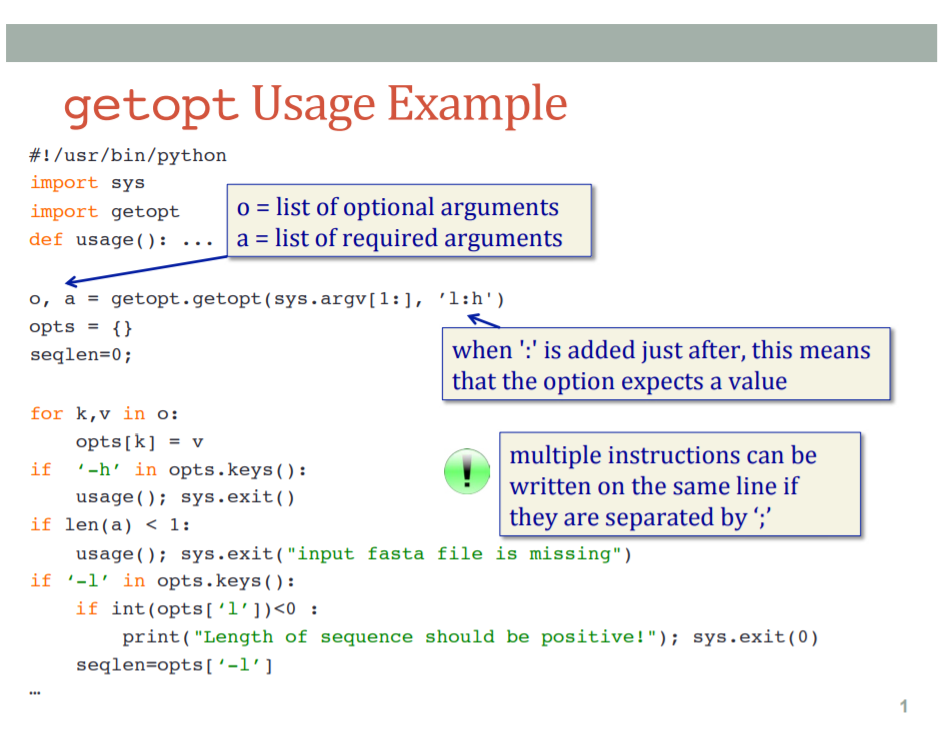 getopt Usage Example
#!/usr/bin/python
import sys
import getopt
def usage(): ...
o = list of optional arguments
a = list of required arguments
o, a = getopt.getopt(sys.argv[1:], ’l:h')
opts = {}
seqlen=0;
when ':' is added just after, this means
that the option expects a value
for k,v in o:
    opts[k] = v
if  ‘-h’ in opts.keys():
    usage(); sys.exit()
multiple instructions can be
written on the same line if
they are separated by ‘;’
if len(a) < 1:
    usage(); sys.exit("input fasta file is missing")
if ‘-l’ in opts.keys():
    if int(opts[‘l’])<0 :
        print("Length of sequence should be positive!"); sys.exit(0)
    seqlen=opts[‘-l’]
…
1